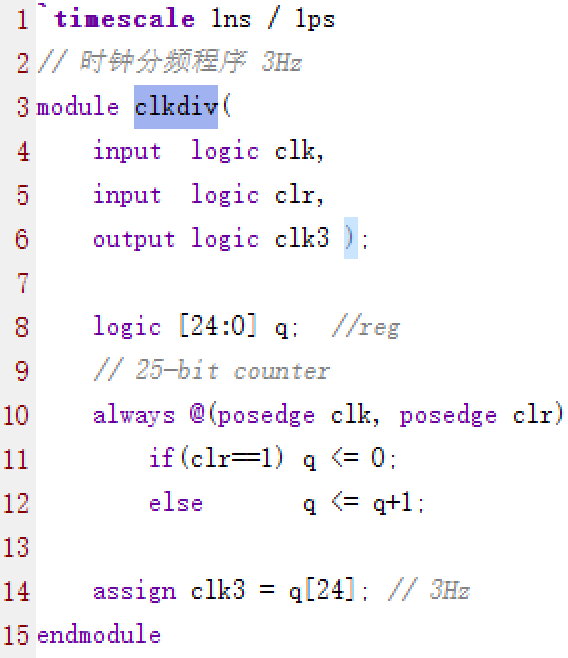 1 `timescale 1ns / 1ps
2 // 时钟分频程序 3Hz
3 module clkdiv(
4     input  logic clk,
5     input  logic clr,
6     output logic clk3 );
7
8     logic [24:0] q;  //reg
9     // 25-bit counter
10     always @(posedge clk, posedge clr)
11         if(clr==1) q <= 0;
12         else       q <= q+1;
13
14     assign clk3 = q[24]; // 3Hz
15 endmodule